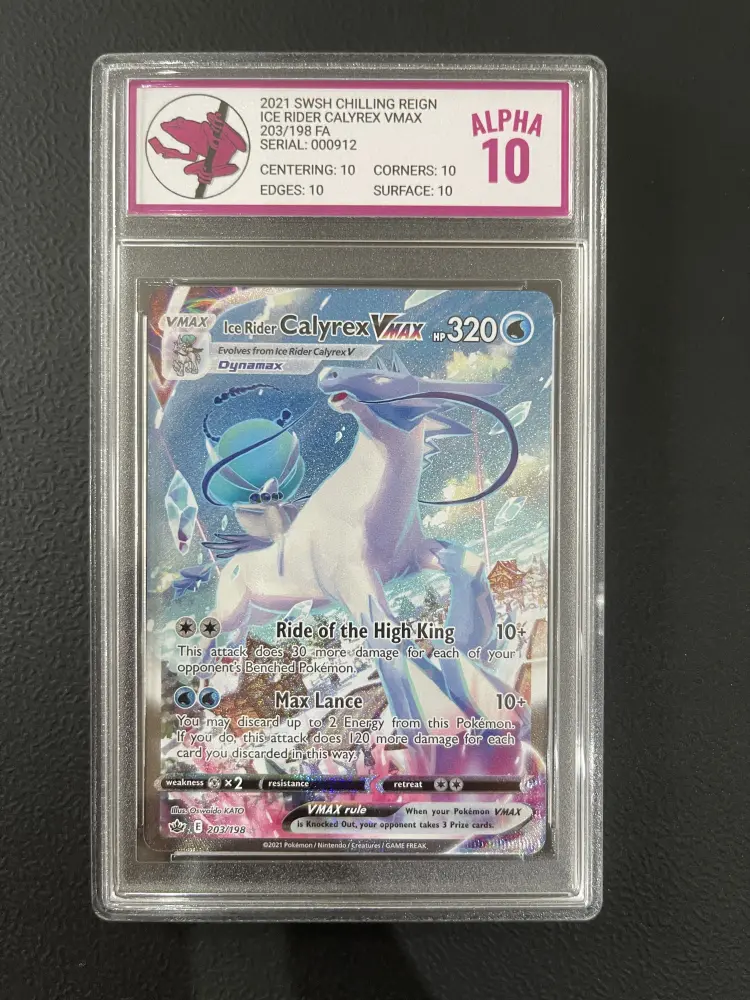 2021 SWSH CHILLING REIGN
ICE RIDER CALYREX VMAX
203/198 FA
SERIAL: 000912
CENTERING: 10 CORNERS: 10
EDGES: 10 SURFACE: 10
ALPHA
10
VMAX
Ice Rider Calyrex VMAX HP 320
Evolves from Ice Rider Calyrex V
Dynamax
Ride of the High King 10+
This attack does 30 more damage for each of your
opponent's Benched Pokémon.
Max Lance 10+
You may discard up to 2 Energy from this Pokémon.
If you do, this attack does 120 more damage for each
card you discarded in this way.
weakness ×2 resistance retreat
Illus. Oswaldo KATO
VMAX rule When your Pokémon VMAX
is Knocked Out, your opponent takes 3 Prize cards.
E 203/198
©2021 Pokémon / Nintendo / Creatures / GAME FREAK